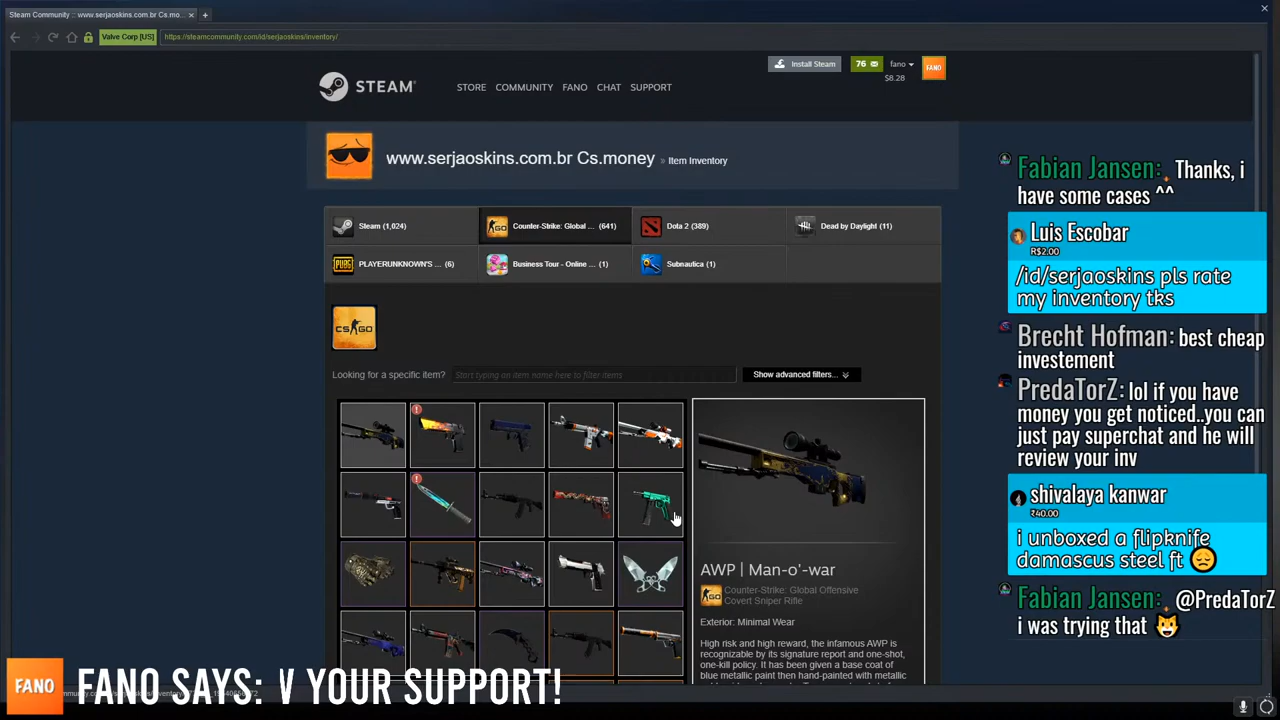 Steam Community :: www.serjaoskins.com.br Cs.mo...
Valve Corp [US]
https://steamcommunity.com/id/serjaoskins/inventory/
STEAM
STORE COMMUNITY FANO CHAT SUPPORT
Install Steam
76
fano
$8.28
FANO
www.serjaoskins.com.br Cs.money » Item Inventory
Steam (1,024)
Counter-Strike: Global ... (641)
Dota 2 (389)
Dead by Daylight (11)
PLAYERUNKNOWN'S ... (6)
Business Tour - Online ... (1)
Subnautica (1)
CS GO
Looking for a specific item?
Start typing an item name here to filter items
Show advanced filters...
AWP | Man-o'-war
Counter-Strike: Global Offensive
Covert Sniper Rifle
Exterior: Minimal Wear
High risk and high reward, the infamous AWP is
recognizable by its signature report and one-shot,
one-kill policy. It has been given a base coat of
blue metallic paint then hand-painted with metallic
Fabian Jansen: Thanks, i
have some cases ^^
Luis Escobar
R$2.00
/id/serjaoskins pls rate
my inventory tks
Brecht Hofman: best cheap
investement
PredaTorZ: lol if you have
money you get noticed..you can
just pay superchat and he will
review your inv
shivalaya kanwar
₹40.00
i unboxed a flipknife
damascus steel ft
Fabian Jansen: @PredaTorZ
i was trying that
FANO
FANO SAYS: V YOUR SUPPORT!